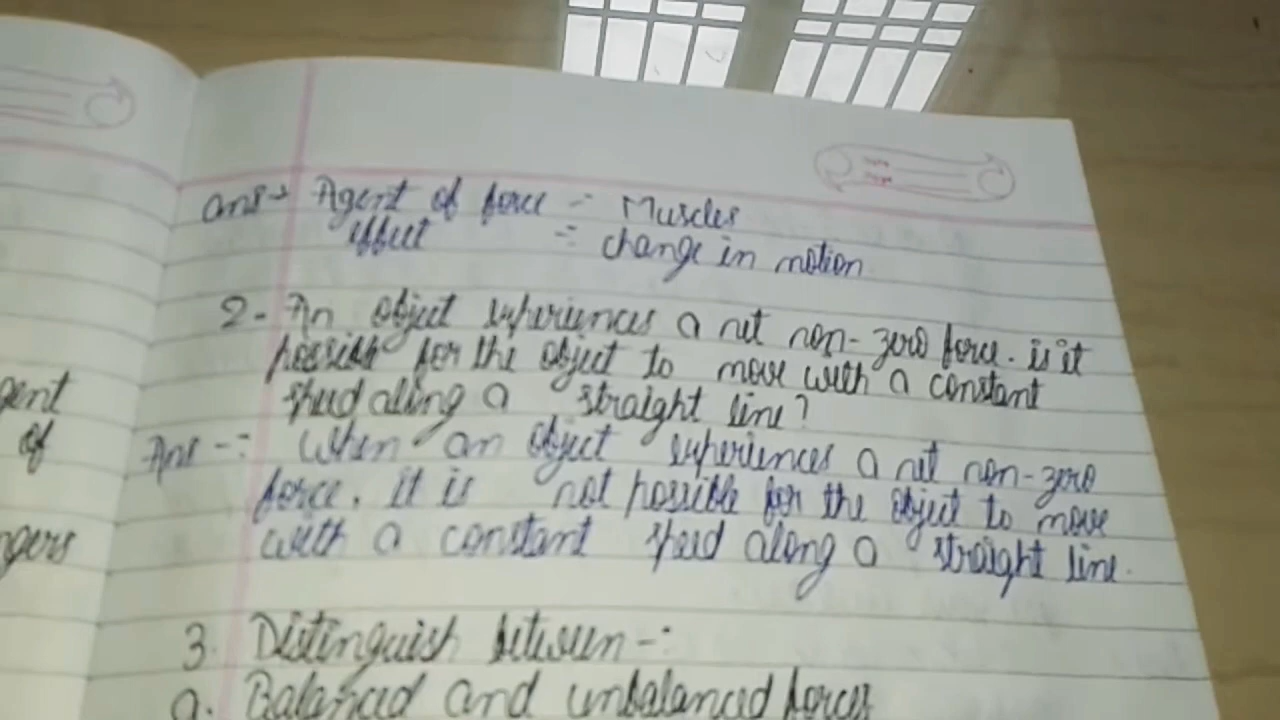 gent
of
ngers
ans→ Agent of force - Muscles
effect -: change in motion
2- An object experiences a net non-zero force. is it
possible for the object to move with a constant
speed along a straight line?
Ans -: When an object experiences a net non-zero
force, it is not possible for the object to move
with a constant speed along a straight line.
3. Distinguish between -:
a. Balanced and unbalanced forces